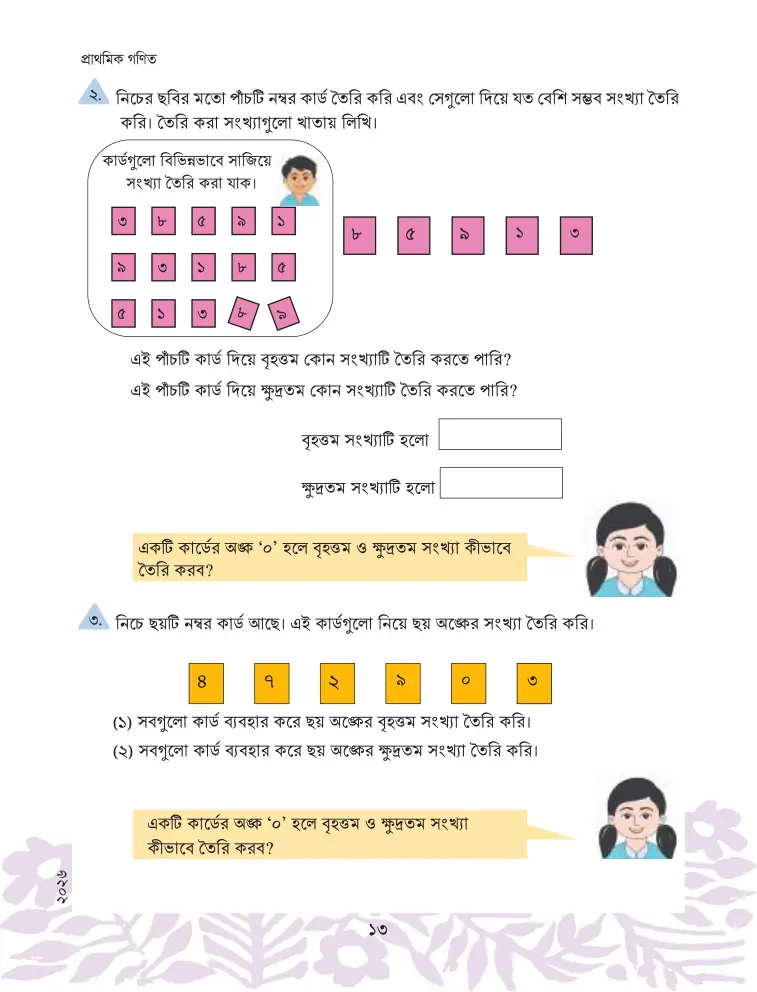 প্রাথমিক গণিত
২. নিচের ছবির মতো পাঁচটি নম্বর কার্ড তৈরি করি এবং সেগুলো দিয়ে যত বেশি সম্ভব সংখ্যা তৈরি
করি। তৈরি করা সংখ্যাগুলো খাতায় লিখি।
কার্ডগুলো বিভিন্নভাবে সাজিয়ে
সংখ্যা তৈরি করা যাক।
৩ ৮ ৫ ৯ ১
৯ ৩ ১ ৮ ৫
৫ ১ ৩ ৮ ৯
৮ ৫ ৯ ১ ৩
এই পাঁচটি কার্ড দিয়ে বৃহত্তম কোন সংখ্যাটি তৈরি করতে পারি?
এই পাঁচটি কার্ড দিয়ে ক্ষুদ্রতম কোন সংখ্যাটি তৈরি করতে পারি?
বৃহত্তম সংখ্যাটি হলো
ক্ষুদ্রতম সংখ্যাটি হলো
একটি কার্ডের অঙ্ক ‘০’ হলে বৃহত্তম ও ক্ষুদ্রতম সংখ্যা কীভাবে
তৈরি করব?
৩. নিচে ছয়টি নম্বর কার্ড আছে। এই কার্ডগুলো নিয়ে ছয় অঙ্কের সংখ্যা তৈরি করি।
৪ ৭ ২ ৯ ০ ৩
(১) সবগুলো কার্ড ব্যবহার করে ছয় অঙ্কের বৃহত্তম সংখ্যা তৈরি করি।
(২) সবগুলো কার্ড ব্যবহার করে ছয় অঙ্কের ক্ষুদ্রতম সংখ্যা তৈরি করি।
একটি কার্ডের অঙ্ক ‘০’ হলে বৃহত্তম ও ক্ষুদ্রতম সংখ্যা
কীভাবে তৈরি করব?
২০২৬
১৩